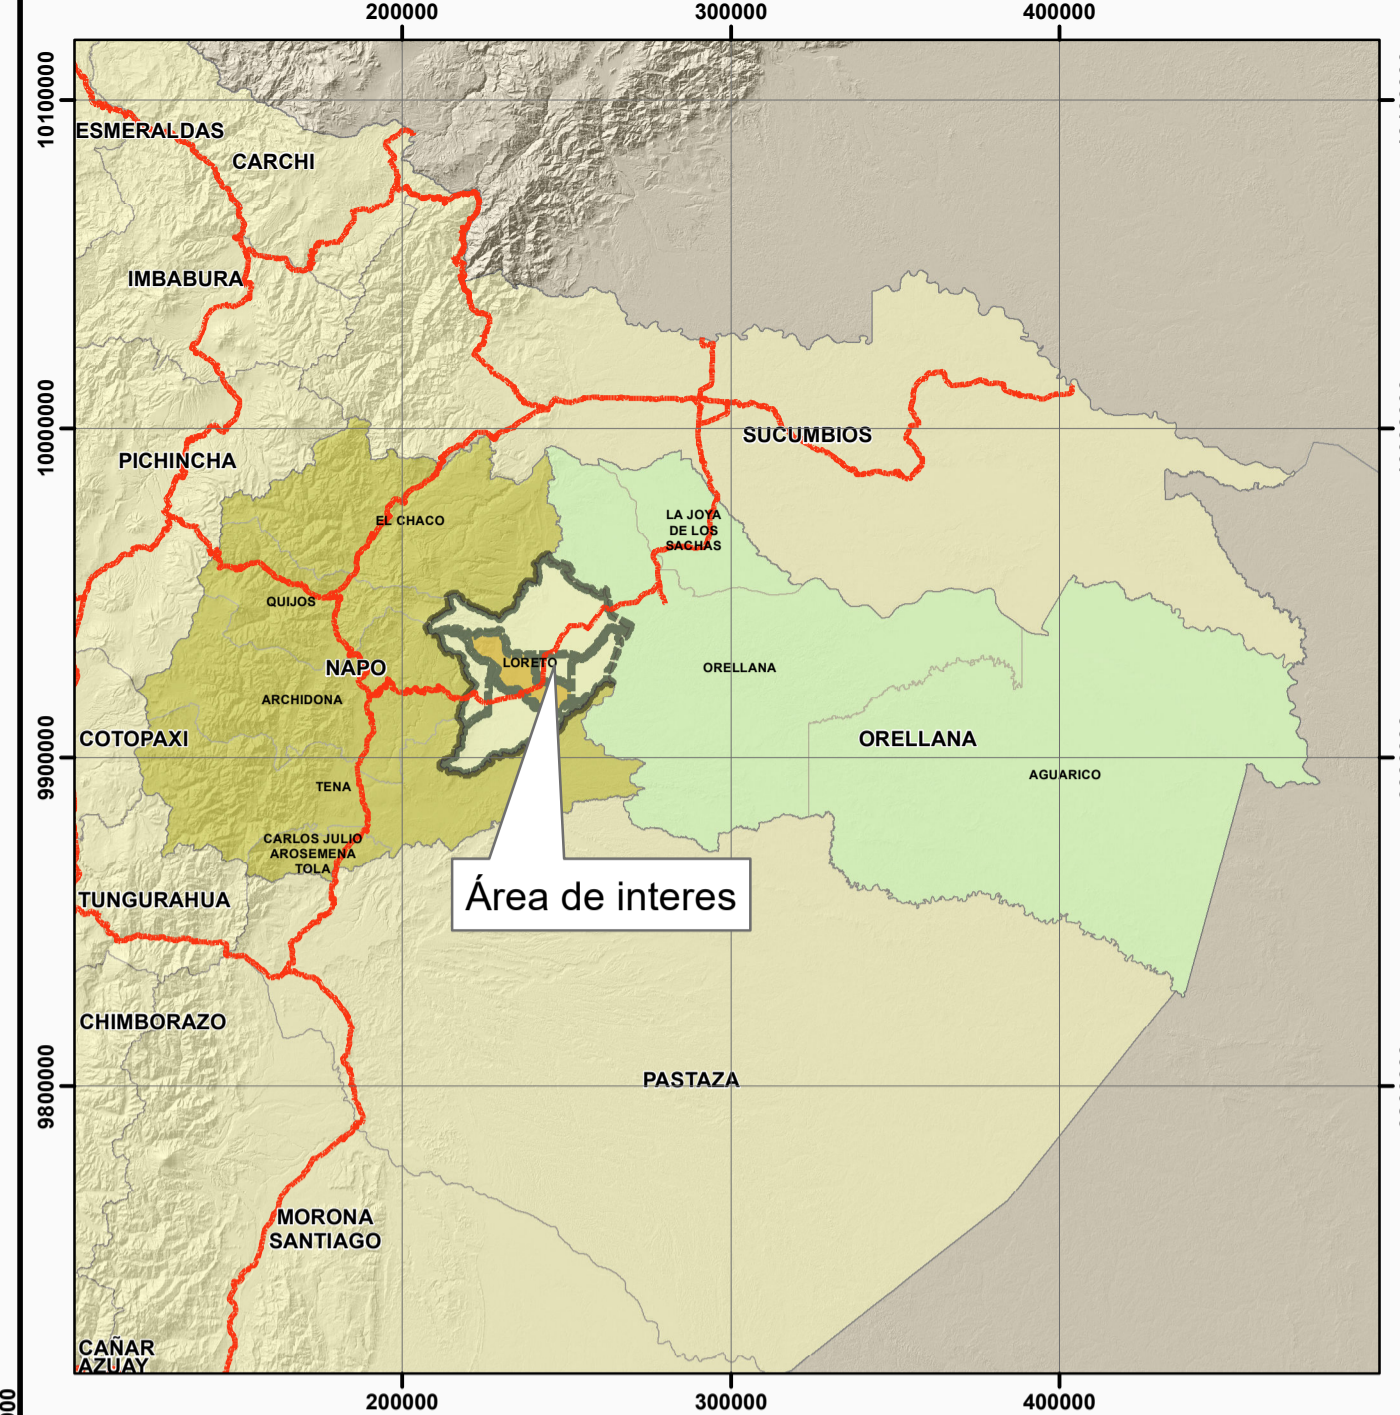 200000
300000
400000
10100000
ESMERALDAS
CARCHI
IMBABURA
10000000
SUCUMBIOS
PICHINCHA
LA JOYA
DE LOS
SACHAS
EL CHACO
QUIJOS
LORETO
NAPO
ORELLANA
ARCHIDONA
COTOPAXI
ORELLANA
9900000
AGUARICO
TENA
CARLOS JULIO
AROSEMENA
TOLA
Área de interes
TUNGURAHUA
CHIMBORAZO
PASTAZA
9800000
MORONA
SANTIAGO
CAÑAR
AZUAY
200000
300000
400000